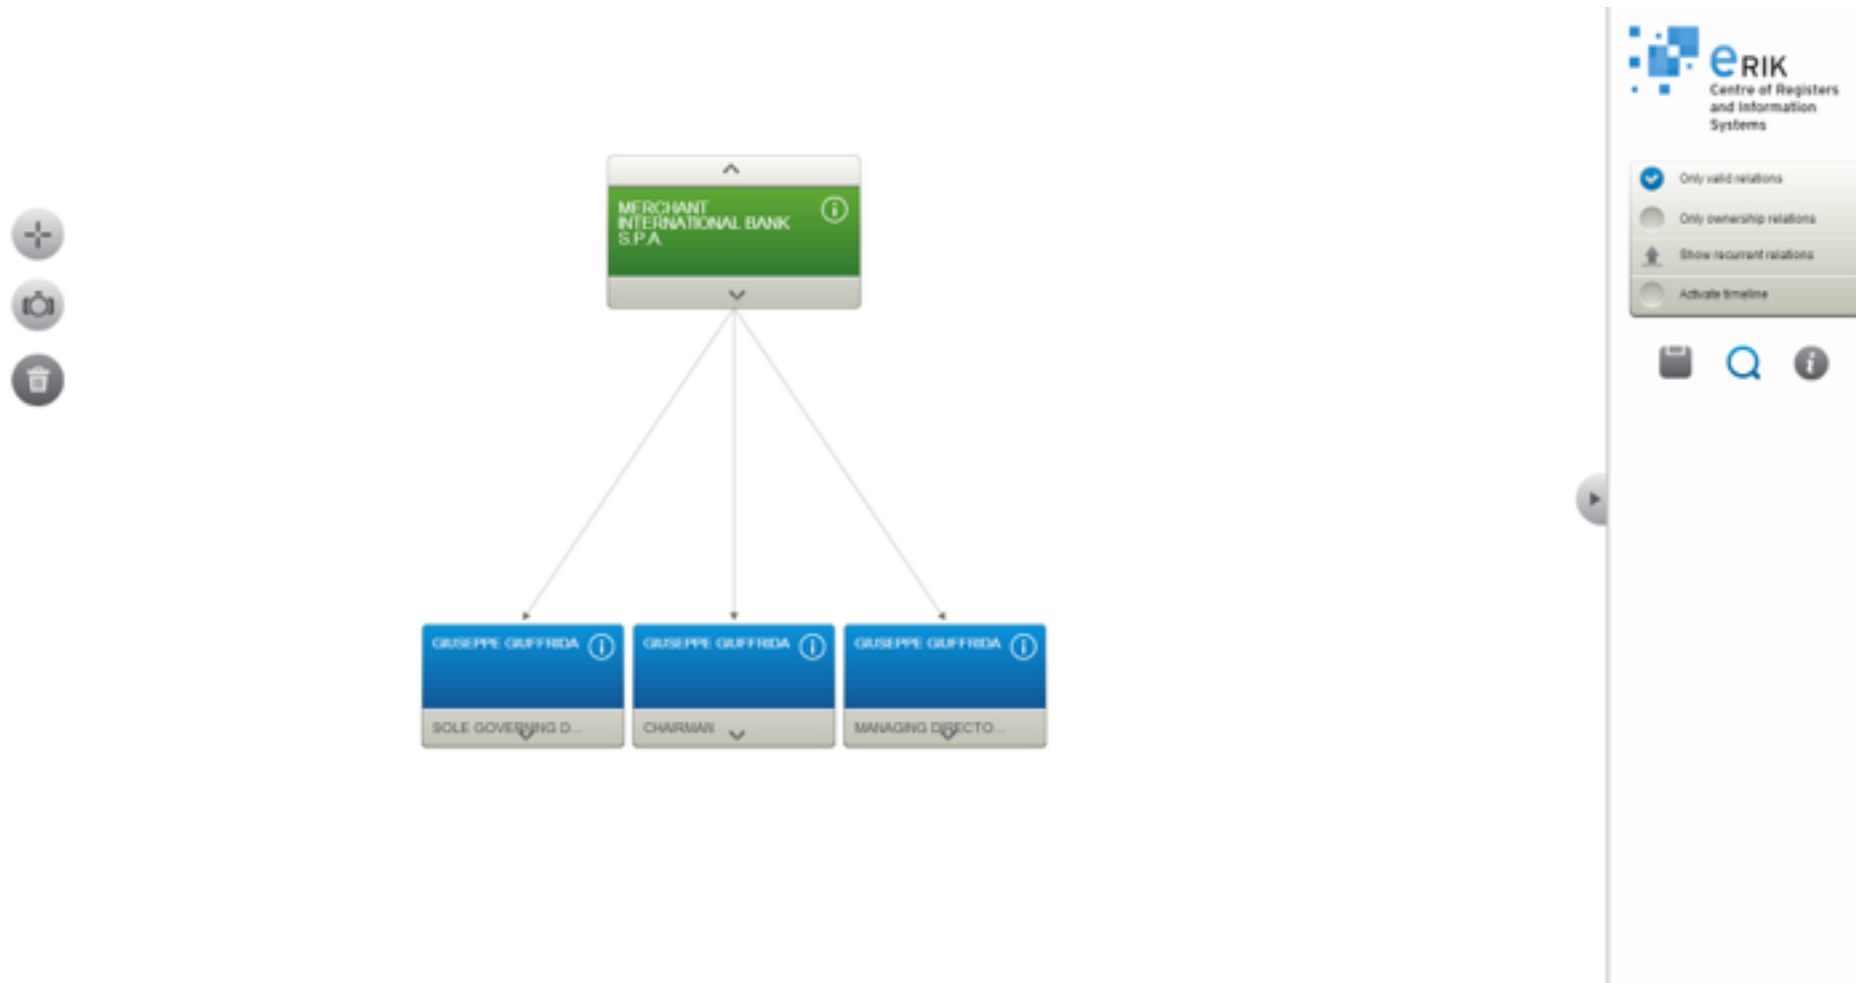 eRIK
Centre of Registers
and Information
Systems
Only valid relations
Only ownership relations
Show recurrent relations
Activate timeline
MERCHANT
INTERNATIONAL BANK
S.P.A.
GIUSEPPE GIUFFRIDA
SOLE GOVERNING D...
GIUSEPPE GIUFFRIDA
CHAIRMAN
GIUSEPPE GIUFFRIDA
MANAGING DIRECTO...